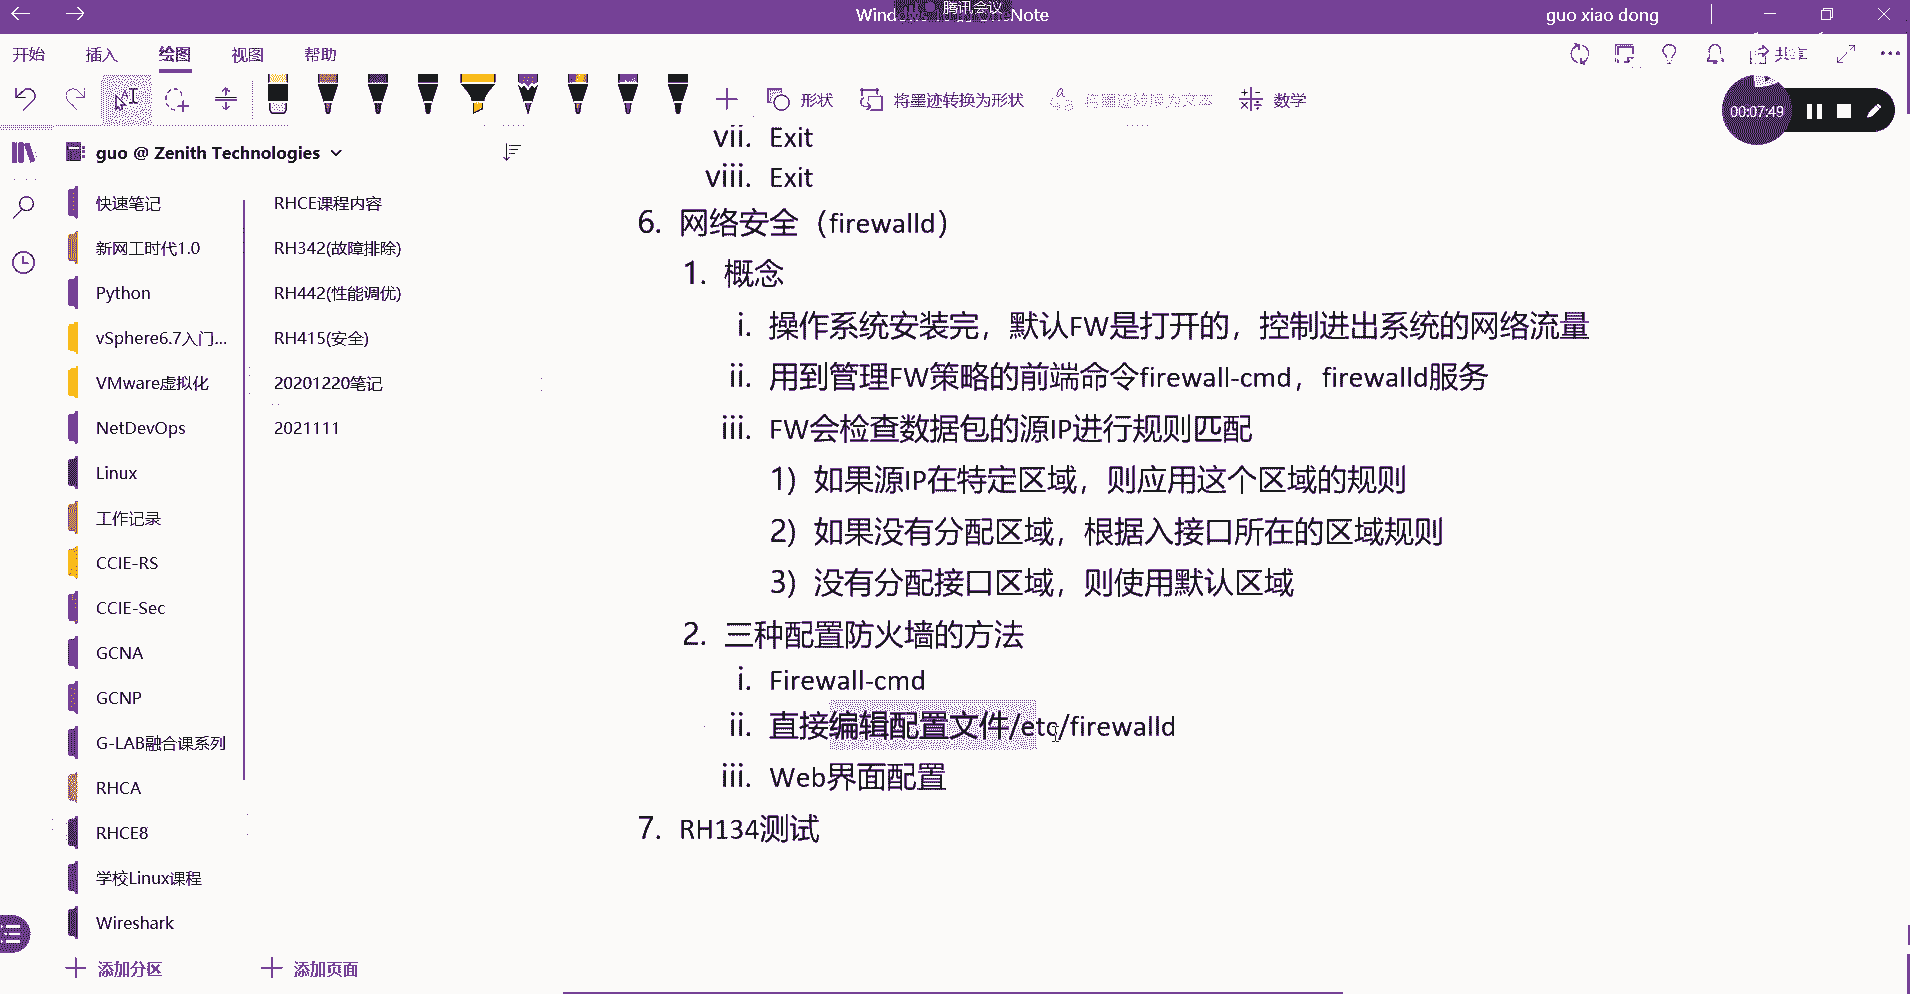 腾讯会议
guo xiao dong
开始 插入 绘图 视图 帮助
共享
形状 将墨迹转换为形状 将墨迹转换为文本 数学
00:07:49
guo @ Zenith Technologies
快速笔记
新网工时代1.0
Python
vSphere6.7入门...
VMware虚拟化
NetDevOps
Linux
工作记录
CCIE-RS
CCIE-Sec
GCNA
GCNP
G-LAB融合课系列
RHCA
RHCE8
学校Linux课程
Wireshark
添加分区
RHCE课程内容
RH342(故障排除)
RH442(性能调优)
RH415(安全)
20201220笔记
2021111
添加页面
vii. Exit
viii. Exit
6. 网络安全（firewalld）
1. 概念
i. 操作系统安装完，默认FW是打开的，控制进出系统的网络流量
ii. 用到管理FW策略的前端命令firewall-cmd，firewalld服务
iii. FW会检查数据包的源IP进行规则匹配
1) 如果源IP在特定区域，则应用这个区域的规则
2) 如果没有分配区域，根据入接口所在的区域规则
3) 没有分配接口区域，则使用默认区域
2. 三种配置防火墙的方法
i. Firewall-cmd
ii. 直接编辑配置文件/etc/firewalld
iii. Web界面配置
7. RH134测试